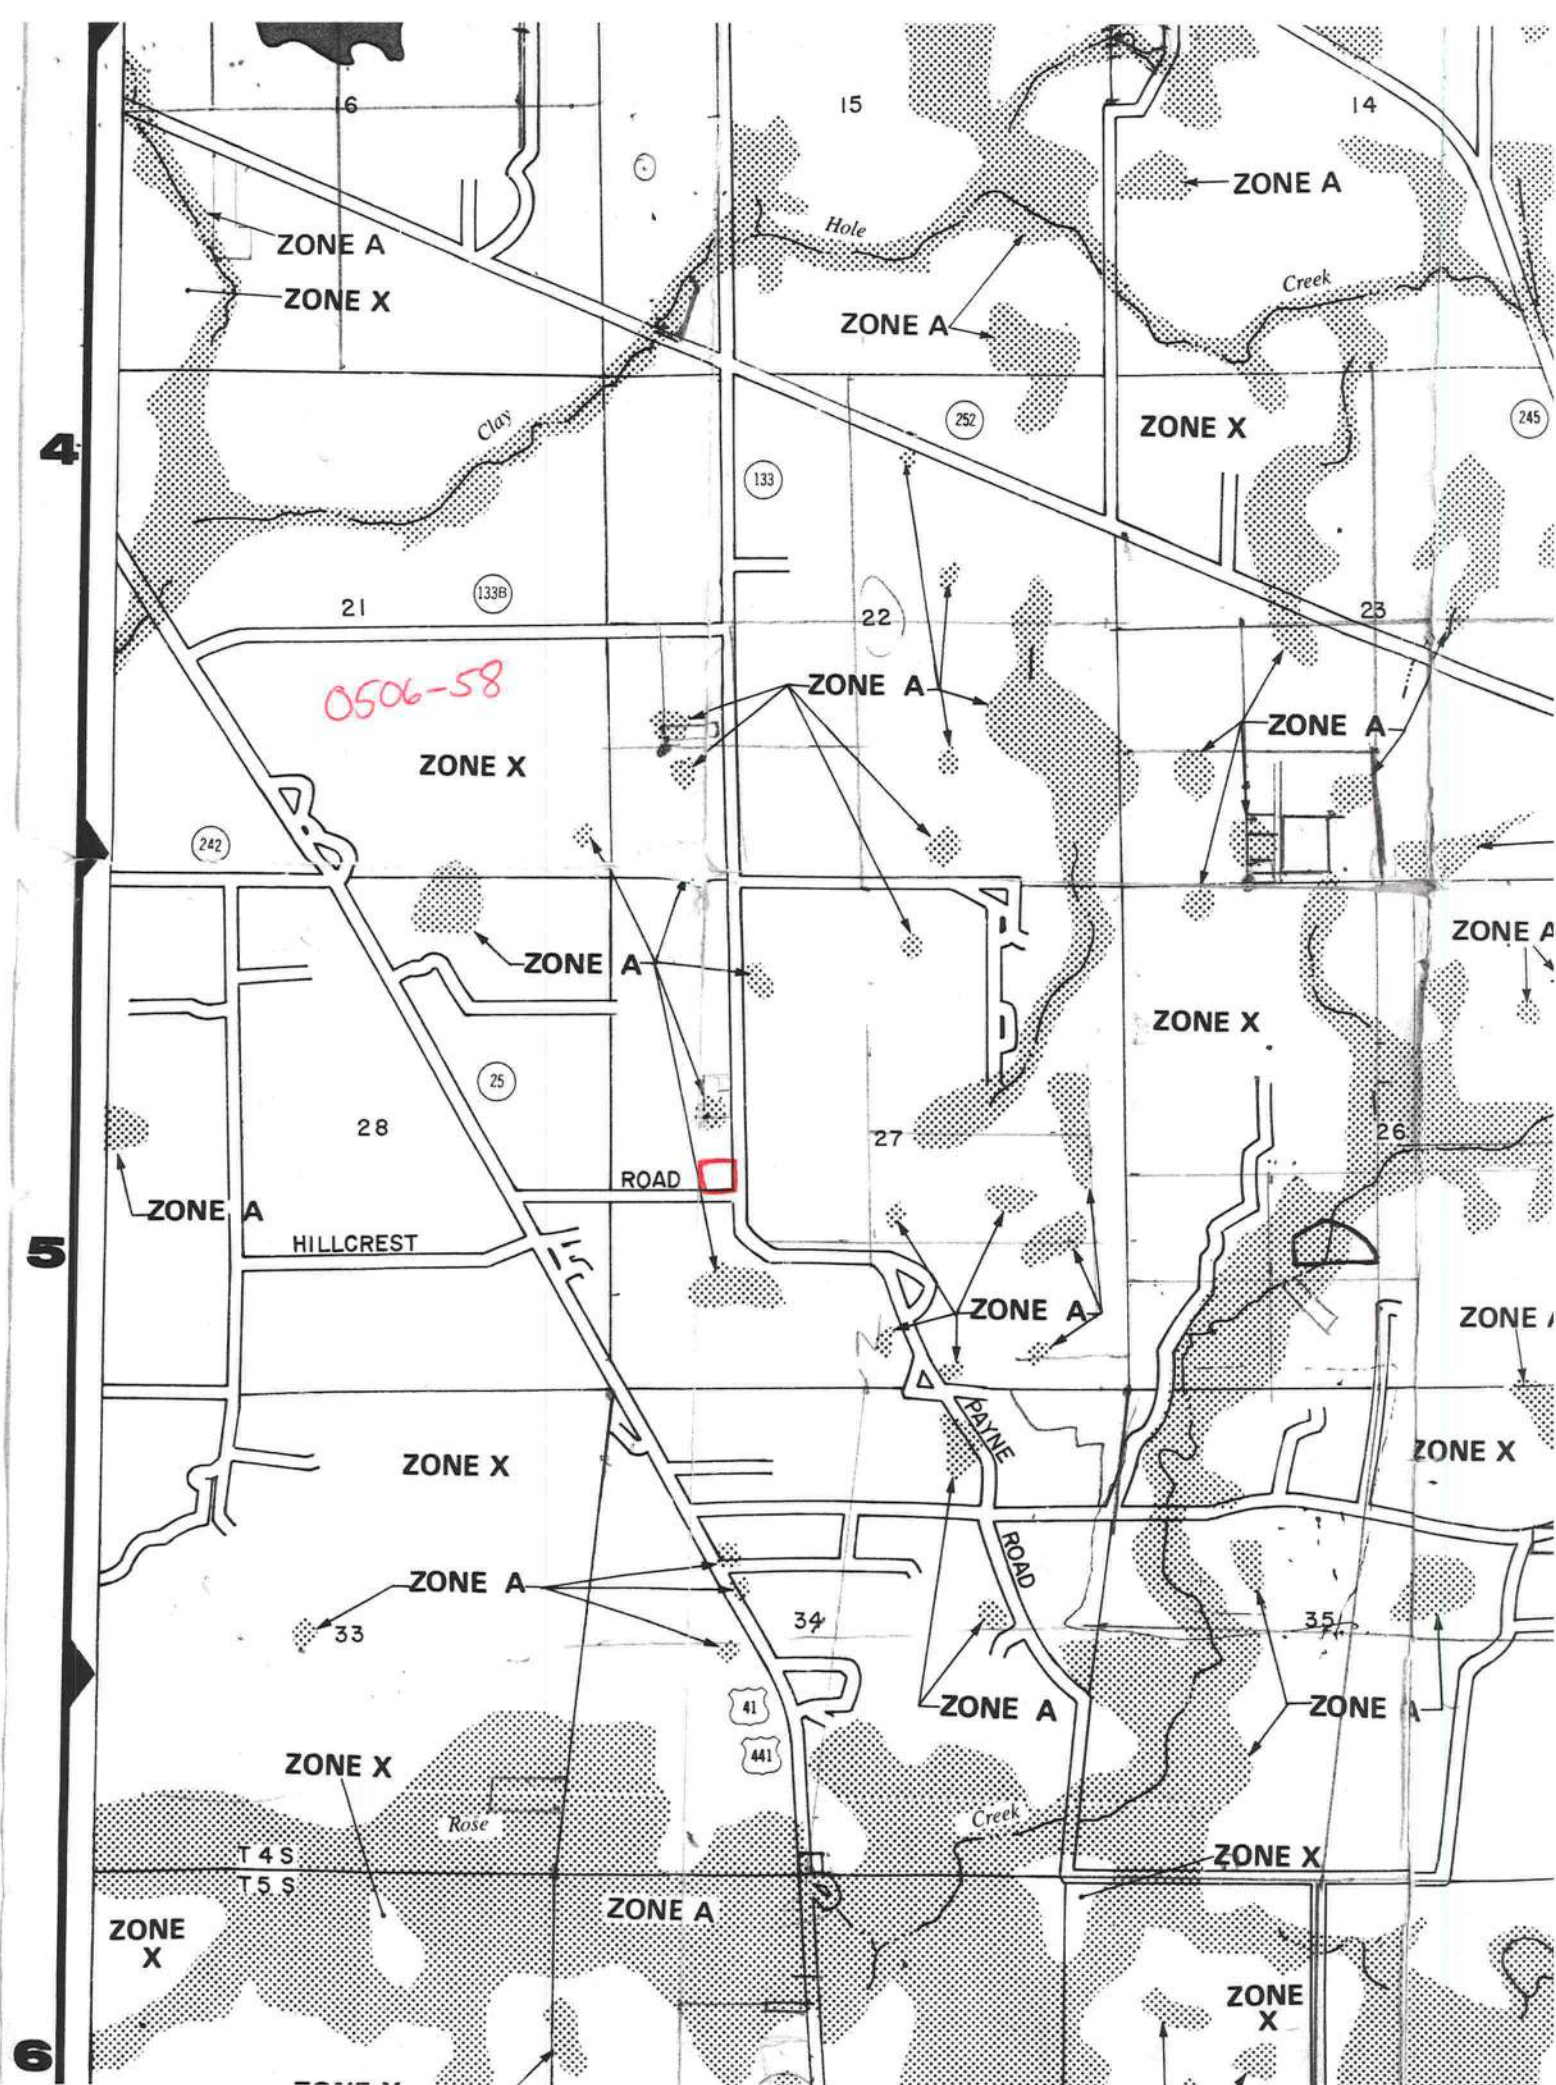 16
15
14
ZONE A
Hole
ZONE A
Creek
ZONE X
ZONE A
252
ZONE X
245
Clay
4
133
133B
21
22
23
0506-58
ZONE A
ZONE A
ZONE X
242
ZONE A
ZONE A
ZONE X
25
28
27
26
ROAD
ZONE A
HILLCREST
5
ZONE A
ZONE
PAYNE
ZONE X
ZONE X
ROAD
ZONE A
33
34
35
41
ZONE A
ZONE A
441
ZONE X
Rose
Creek
T 4 S
ZONE X
T 5 S
ZONE A
ZONE
X
ZONE
X
6